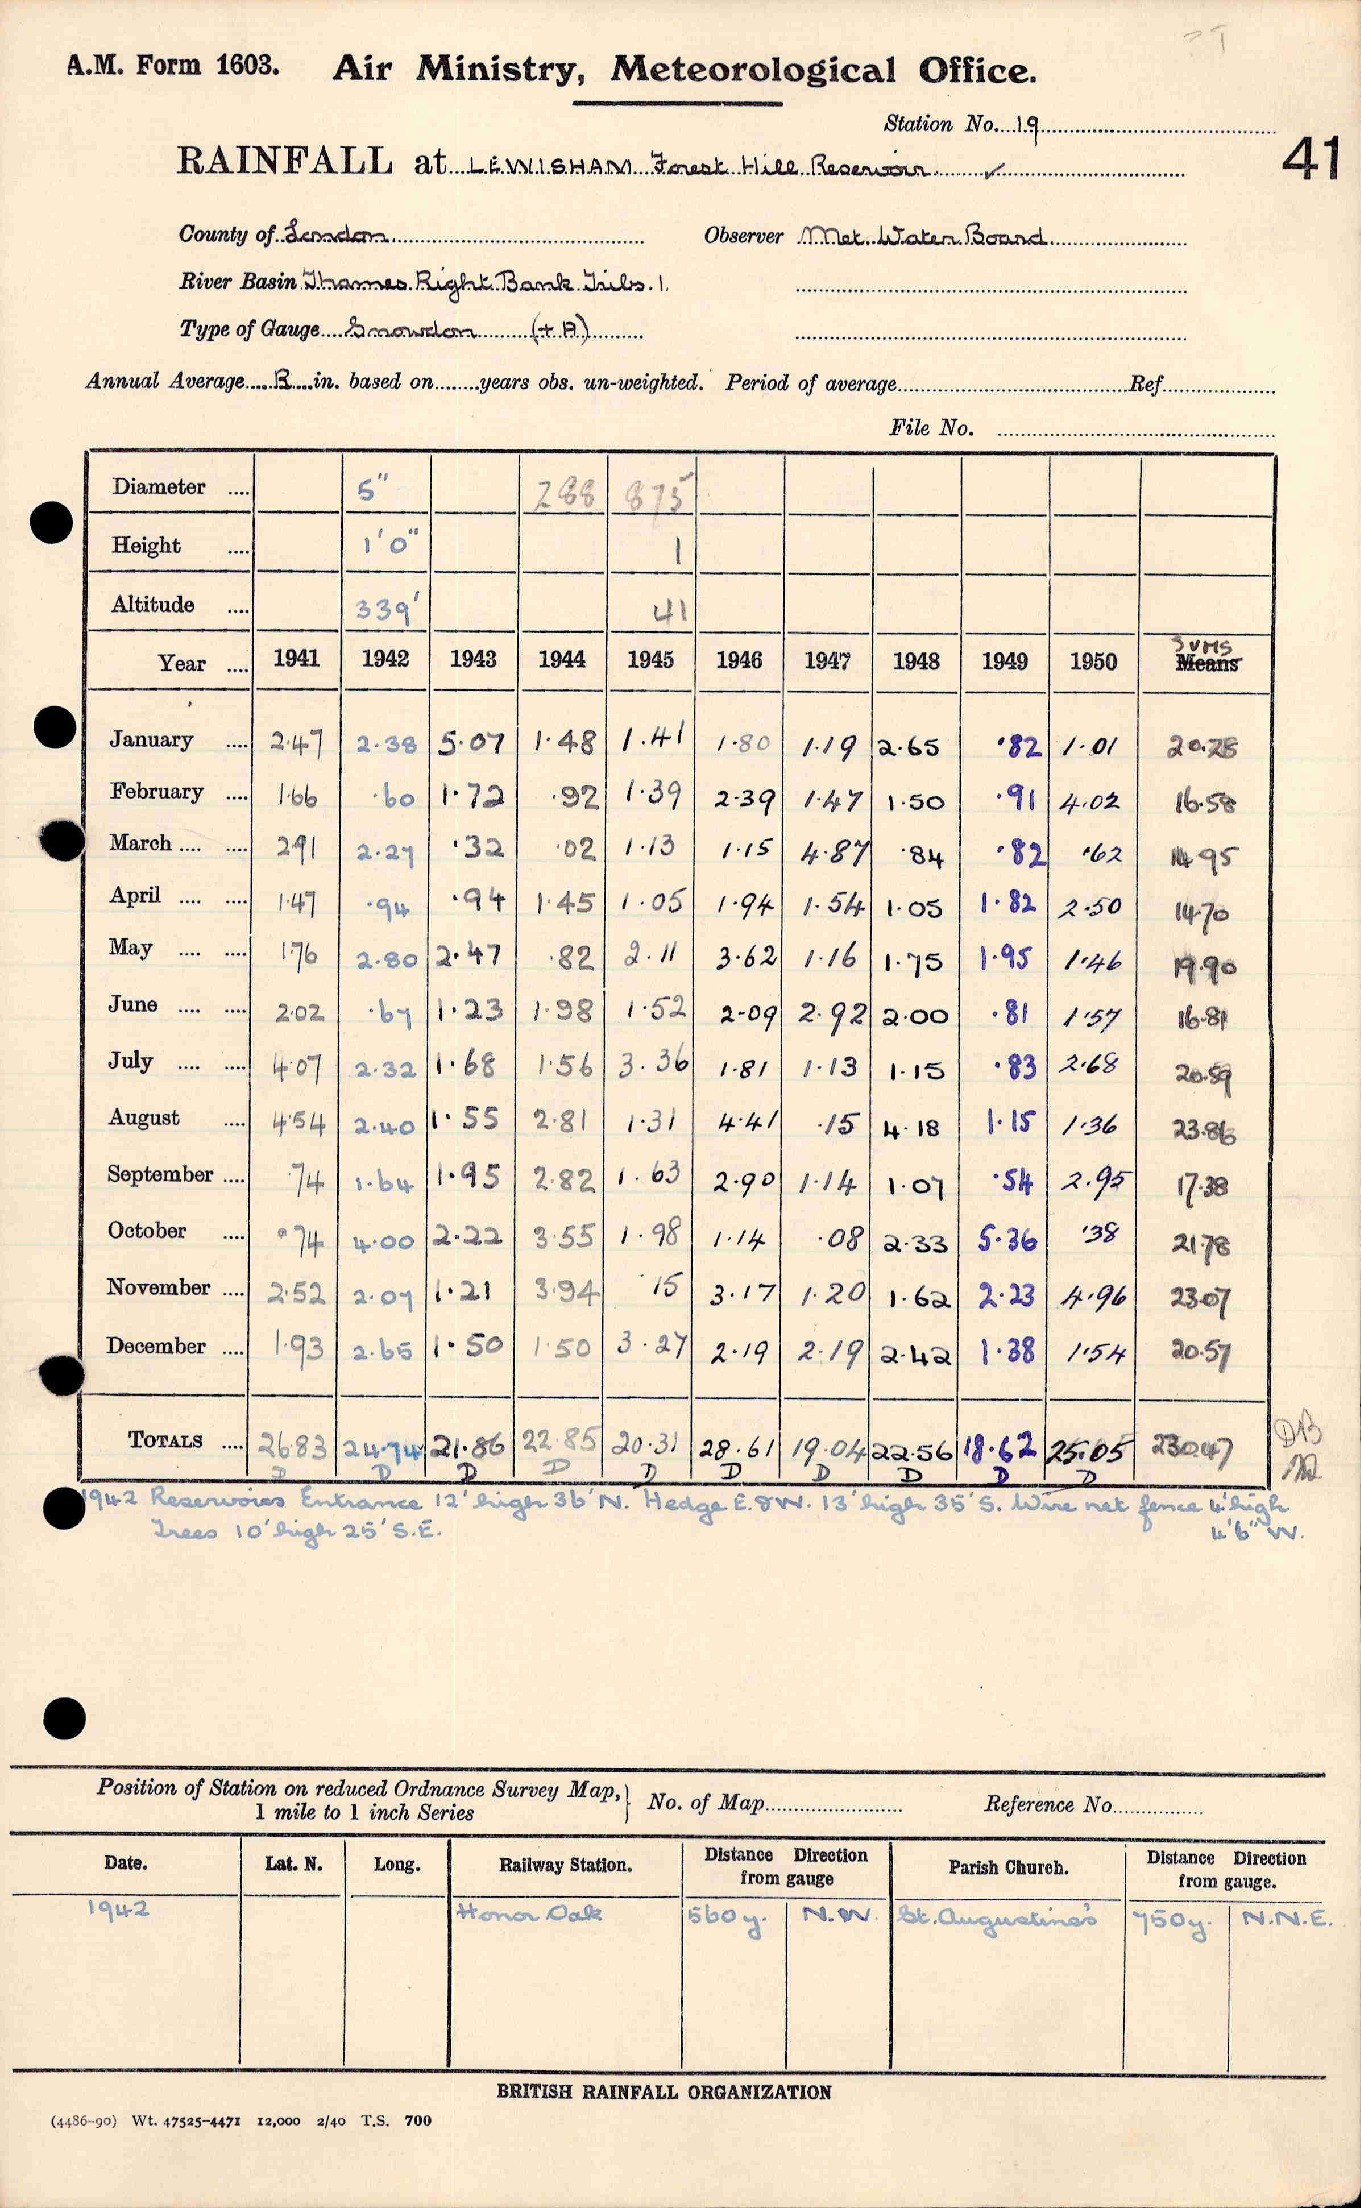 A.M. Form 1603. Air Ministry, Meteorological Office.
Station No. 19
41
RAINFALL at LEWISHAM Forest Hill Reservoir ✓
County of London Observer Met. Water Board
River Basin Thames Right Bank Tribs. 1.
Type of Gauge Snowdon (+A)
Annual Average R in. based on years obs. un-weighted. Period of average Ref
File No.
Diameter .... 5" 288 875
Height .... 1'0" 1
Altitude .... 339' 41
Year .... 1941 1942 1943 1944 1945 1946 1947 1948 1949 1950 SUMS Means
January .... 2.47 2.38 5.07 1.48 1.41 1.80 1.19 2.65 .82 1.01 20.28
February .... 1.66 .60 1.72 .92 1.39 2.39 1.47 1.50 .91 4.02 16.58
March .... .... 2.91 2.27 .32 .02 1.13 1.15 4.87 .84 .82 .62 14.95
April .... .... 1.47 .94 .94 1.45 1.05 1.94 1.54 1.05 1.82 2.50 14.70
May .... .... 1.76 2.80 2.47 .82 2.11 3.62 1.16 1.75 1.95 1.46 19.90
June .... .... 2.02 .67 1.23 1.98 1.52 2.09 2.92 2.00 .81 1.57 16.81
July .... .... 4.07 2.32 1.68 1.56 3.36 1.81 1.13 1.15 .83 2.68 20.59
August .... 4.54 2.40 1.55 2.81 1.31 4.41 .15 4.18 1.15 1.36 23.86
September .... .74 1.64 1.95 2.82 1.63 2.90 1.14 1.07 .54 2.95 17.38
October .... .74 4.00 2.22 3.55 1.98 1.14 .08 2.33 5.36 .38 21.78
November .... 2.52 2.07 1.21 3.94 .15 3.17 1.20 1.62 2.23 4.96 23.07
December .... 1.93 2.65 1.50 1.50 3.27 2.19 2.19 2.42 1.38 1.54 20.57
TOTALS .... 26.83 24.74 21.86 22.85 20.31 28.61 19.04 22.56 18.62 25.05 230.47
D D D D D D D D D D
1942 Reservoirs Entrance 12' high 36' N. Hedge E.&W. 13' high 35' S. Wire net fence 4' high
Trees 10' high 25' S.E. 4'6" W.
Position of Station on reduced Ordnance Survey Map,
1 mile to 1 inch Series
No. of Map Reference No.
Date. Lat. N. Long. Railway Station. Distance Direction from gauge Parish Church. Distance Direction from gauge.
1942 Honor Oak 560y. N.W. St. Augustine's 750y. N.N.E.
BRITISH RAINFALL ORGANIZATION
(4486-90) Wt. 47525-4471 12,000 2/40 T.S. 700